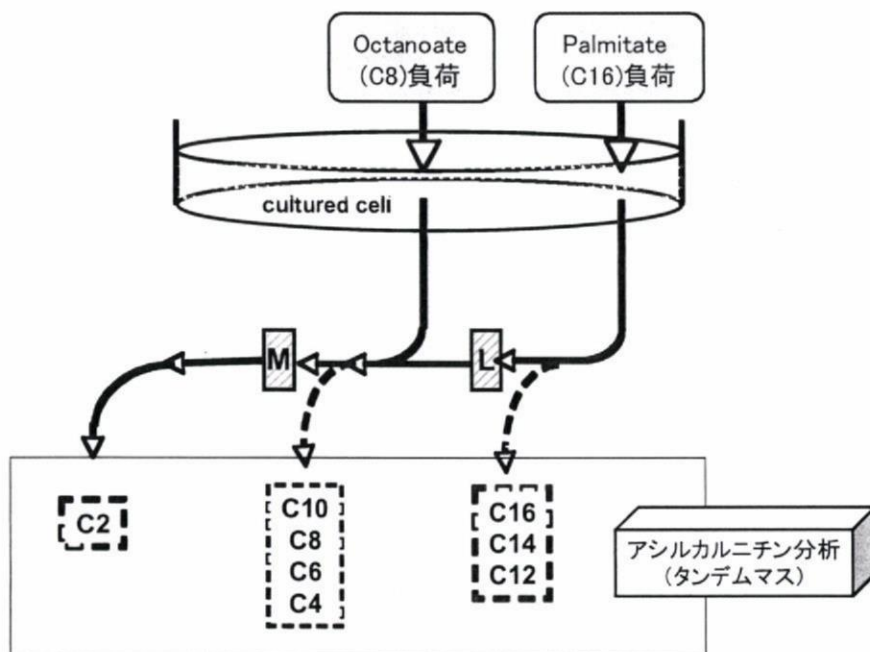 Octanoate
(C8)負荷
Palmitate
(C16)負荷
cultured celi
M
L
C2
C10
C8
C6
C4
C16
C14
C12
アシルカルニチン分析
(タンデムマス)